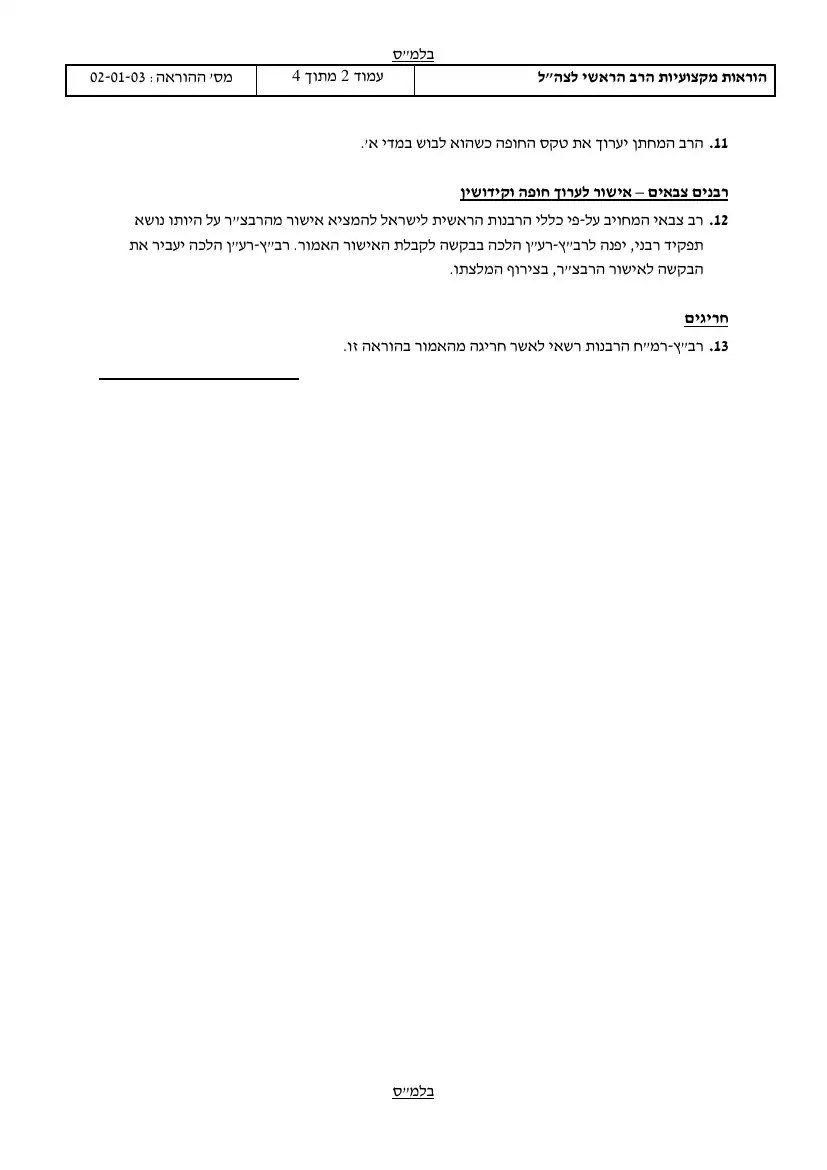 בלמ"ס
הוראות מקצועיות הרב הראשי לצה"ל עמוד 2 מתוך 4 מס' ההוראה: 02-01-03
11. הרב המחתן יערוך את טקס החופה כשהוא לבוש במדי א'.
רבנים צבאים – אישור לערוך חופה וקידושין
12. רב צבאי המחויב על-פי כללי הרבנות הראשית לישראל להמציא אישור מהרבצ"ר על היותו נושא
תפקיד רבני, יפנה לרב"ץ-רע"ן הלכה בבקשה לקבלת האישור האמור. רב"ץ-רע"ן הלכה יעביר את
הבקשה לאישור הרבצ"ר, בצירוף המלצתו.
חריגים
13. רב"ץ-רמ"ח הרבנות רשאי לאשר חריגה מהאמור בהוראה זו.
בלמ"ס